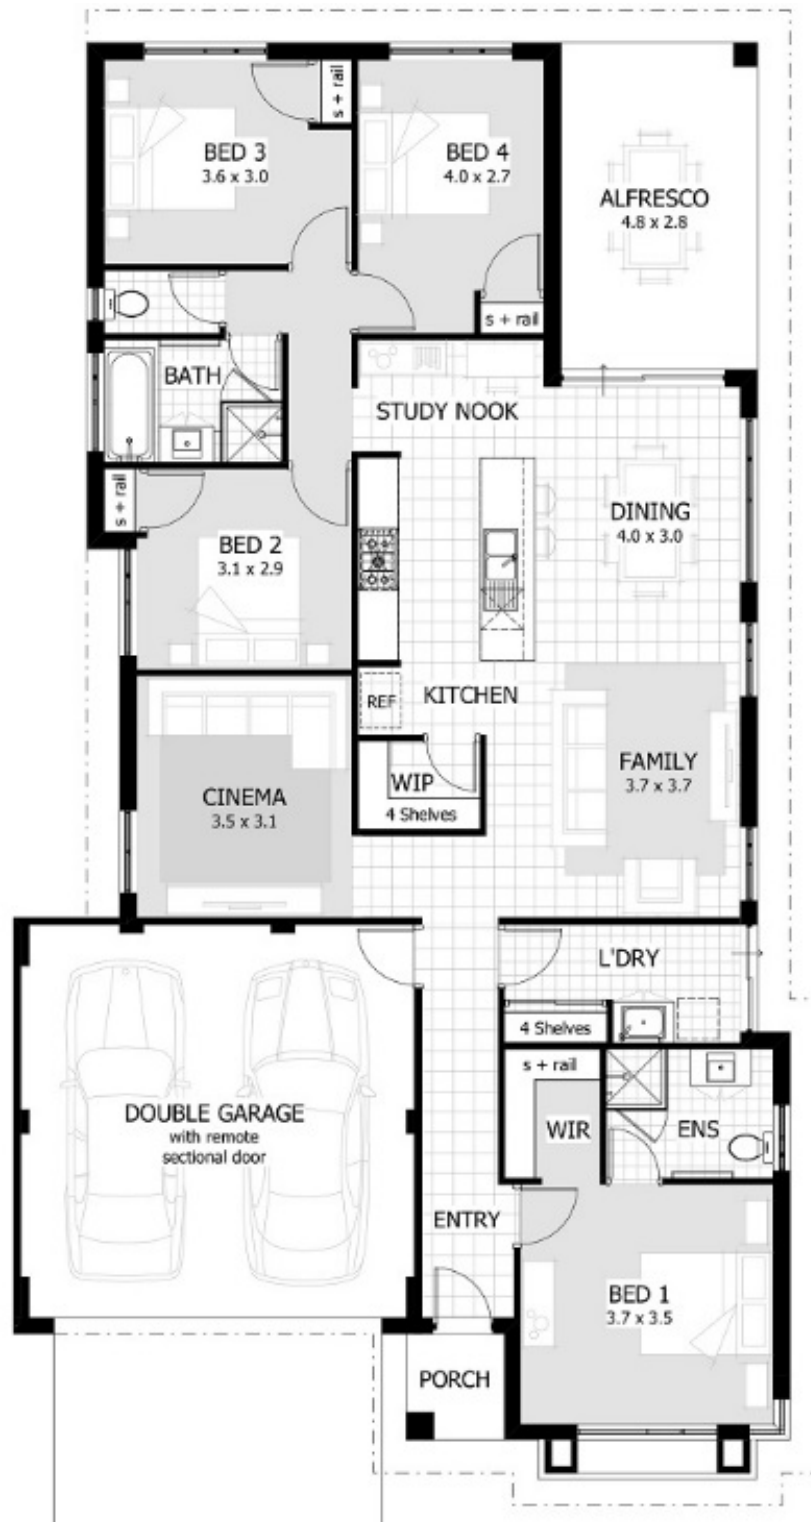 BED 3
3.6 x 3.0
s + rail
BED 4
4.0 x 2.7
s + rail
ALFRESCO
4.8 x 2.8
BATH
STUDY NOOK
s + rail
BED 2
3.1 x 2.9
DINING
4.0 x 3.0
REF
KITCHEN
WIP
4 Shelves
FAMILY
3.7 x 3.7
CINEMA
3.5 x 3.1
L'DRY
4 Shelves
s + rail
WIR
ENS
DOUBLE GARAGE
with remote
sectional door
ENTRY
BED 1
3.7 x 3.5
PORCH